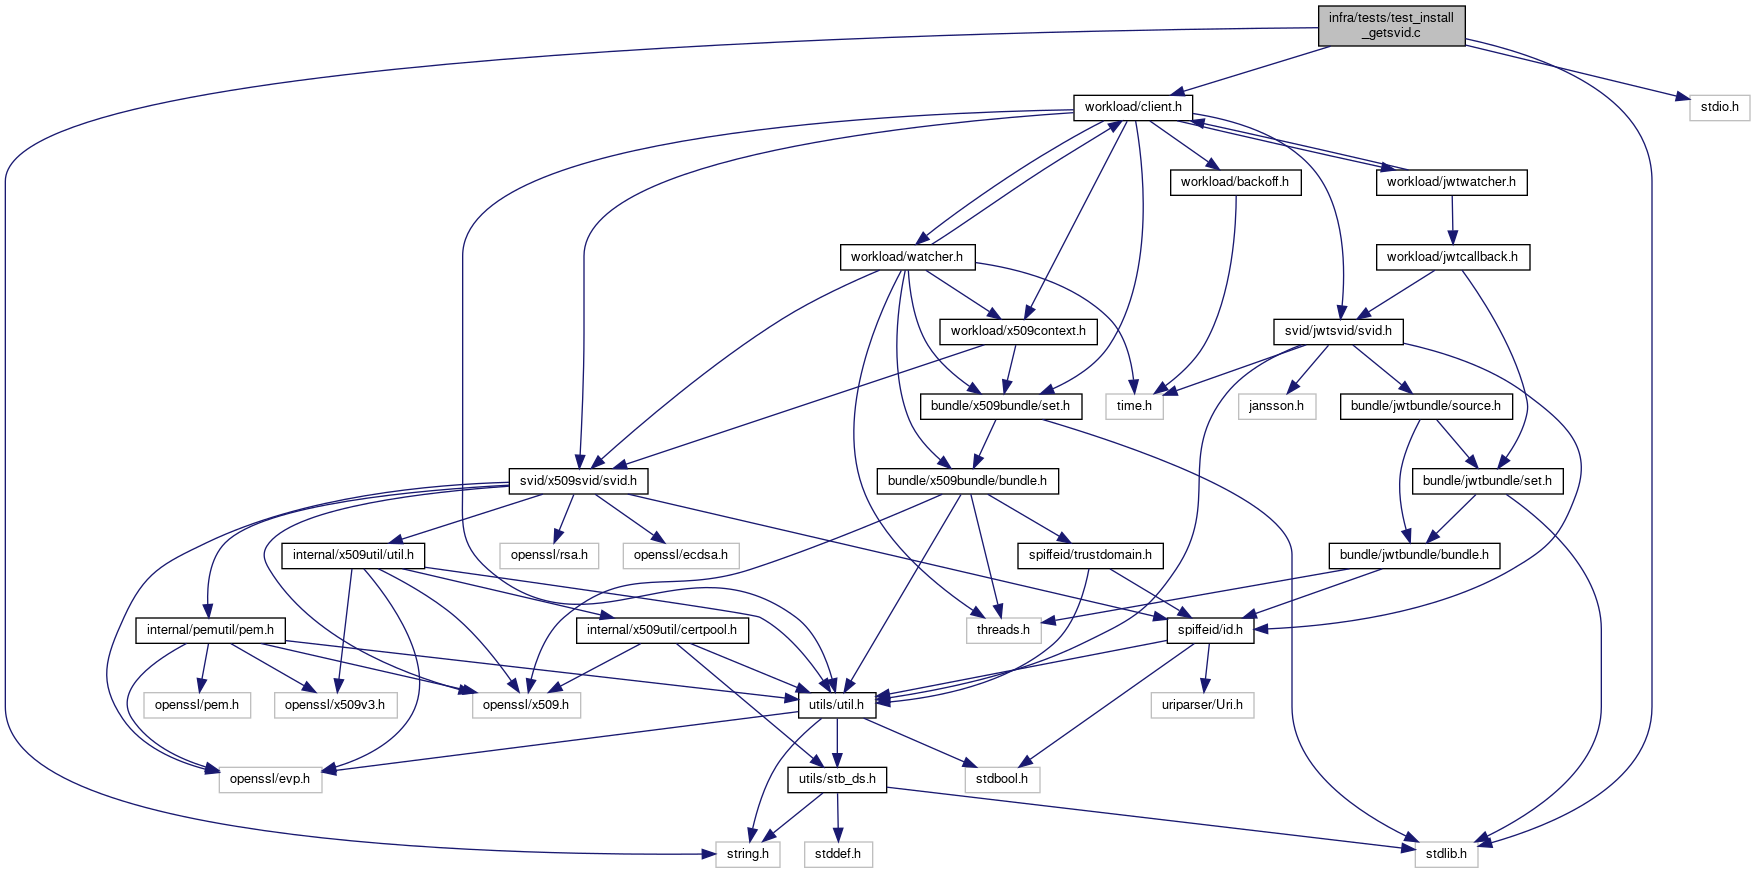 infra/tests/test_install
_getsvid.c
workload/client.h
stdio.h
workload/backoff.h
workload/jwtwatcher.h
workload/watcher.h
workload/jwtcallback.h
workload/x509context.h
svid/jwtsvid/svid.h
bundle/x509bundle/set.h
time.h
jansson.h
bundle/jwtbundle/source.h
svid/x509svid/svid.h
bundle/x509bundle/bundle.h
bundle/jwtbundle/set.h
internal/x509util/util.h
openssl/rsa.h
openssl/ecdsa.h
spiffeid/trustdomain.h
bundle/jwtbundle/bundle.h
internal/pemutil/pem.h
internal/x509util/certpool.h
threads.h
spiffeid/id.h
openssl/pem.h
openssl/x509v3.h
openssl/x509.h
utils/util.h
uriparser/Uri.h
openssl/evp.h
utils/stb_ds.h
stdbool.h
string.h
stddef.h
stdlib.h